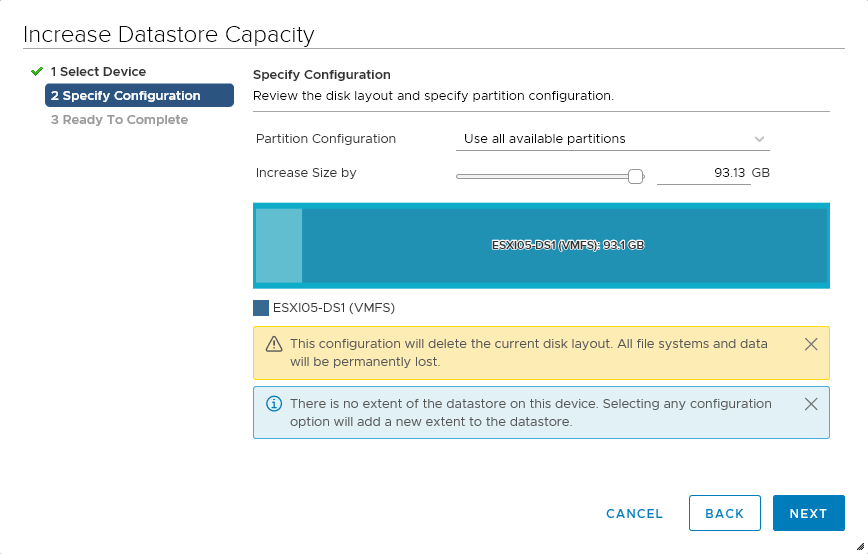 Increase Datastore Capacity
1 Select Device
2 Specify Configuration
3 Ready To Complete
Specify Configuration
Review the disk layout and specify partition configuration.
Partition Configuration
Use all available partitions
Increase Size by
93.13 GB
ESXI05-DS1 (VMFS): 93.1 GB
ESXI05-DS1 (VMFS)
This configuration will delete the current disk layout. All file systems and data
will be permanently lost.
There is no extent of the datastore on this device. Selecting any configuration
option will add a new extent to the datastore.
CANCEL
BACK
NEXT